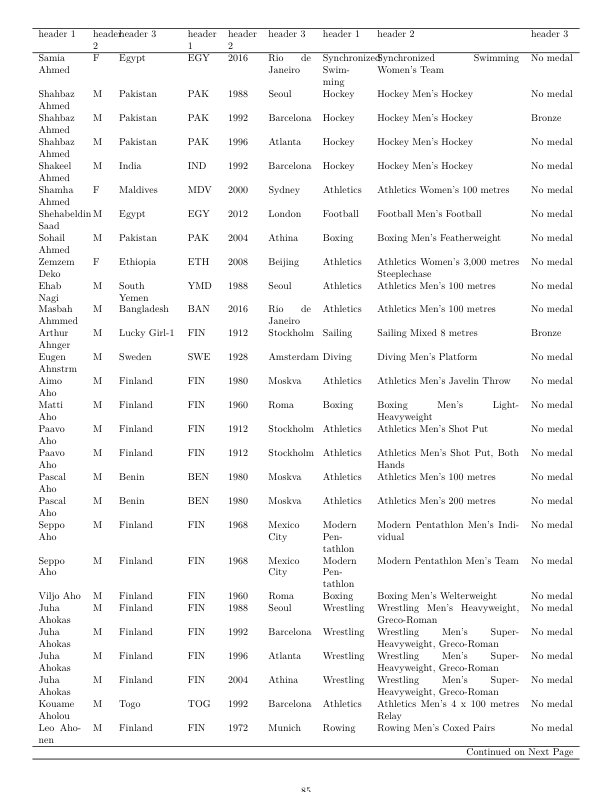 header 1 header 2 header 3 header 1 header 2 header 3 header 1 header 2 header 3
Samia Ahmed F Egypt EGY 2016 Rio de Janeiro Synchronized Swimming Synchronized Swimming Women's Team No medal
Shahbaz Ahmed M Pakistan PAK 1988 Seoul Hockey Hockey Men's Hockey No medal
Shahbaz Ahmed M Pakistan PAK 1992 Barcelona Hockey Hockey Men's Hockey Bronze
Shahbaz Ahmed M Pakistan PAK 1996 Atlanta Hockey Hockey Men's Hockey No medal
Shakeel Ahmed M India IND 1992 Barcelona Hockey Hockey Men's Hockey No medal
Shamha Ahmed F Maldives MDV 2000 Sydney Athletics Athletics Women's 100 metres No medal
Shehabeldin Saad M Egypt EGY 2012 London Football Football Men's Football No medal
Sohail Ahmed M Pakistan PAK 2004 Athina Boxing Boxing Men's Featherweight No medal
Zemzem Deko F Ethiopia ETH 2008 Beijing Athletics Athletics Women's 3,000 metres Steeplechase No medal
Ehab Nagi M South Yemen YMD 1988 Seoul Athletics Athletics Men's 100 metres No medal
Masbah Ahmmed M Bangladesh BAN 2016 Rio de Janeiro Athletics Athletics Men's 100 metres No medal
Arthur Ahnger M Lucky Girl-1 FIN 1912 Stockholm Sailing Sailing Mixed 8 metres Bronze
Eugen Ahnstrm M Sweden SWE 1928 Amsterdam Diving Diving Men's Platform No medal
Aimo Aho M Finland FIN 1980 Moskva Athletics Athletics Men's Javelin Throw No medal
Matti Aho M Finland FIN 1960 Roma Boxing Boxing Men's Light-Heavyweight No medal
Paavo Aho M Finland FIN 1912 Stockholm Athletics Athletics Men's Shot Put No medal
Paavo Aho M Finland FIN 1912 Stockholm Athletics Athletics Men's Shot Put, Both Hands No medal
Pascal Aho M Benin BEN 1980 Moskva Athletics Athletics Men's 100 metres No medal
Pascal Aho M Benin BEN 1980 Moskva Athletics Athletics Men's 200 metres No medal
Seppo Aho M Finland FIN 1968 Mexico City Modern Pentathlon Modern Pentathlon Men's Individual No medal
Seppo Aho M Finland FIN 1968 Mexico City Modern Pentathlon Modern Pentathlon Men's Team No medal
Viljo Aho M Finland FIN 1960 Roma Boxing Boxing Men's Welterweight No medal
Juha Ahokas M Finland FIN 1988 Seoul Wrestling Wrestling Men's Heavyweight, Greco-Roman No medal
Juha Ahokas M Finland FIN 1992 Barcelona Wrestling Wrestling Men's Super-Heavyweight, Greco-Roman No medal
Juha Ahokas M Finland FIN 1996 Atlanta Wrestling Wrestling Men's Super-Heavyweight, Greco-Roman No medal
Juha Ahokas M Finland FIN 2004 Athina Wrestling Wrestling Men's Super-Heavyweight, Greco-Roman No medal
Kouame Aholou M Togo TOG 1992 Barcelona Athletics Athletics Men's 4 x 100 metres Relay No medal
Leo Ahonen M Finland FIN 1972 Munich Rowing Rowing Men's Coxed Pairs No medal
Continued on Next Page
85